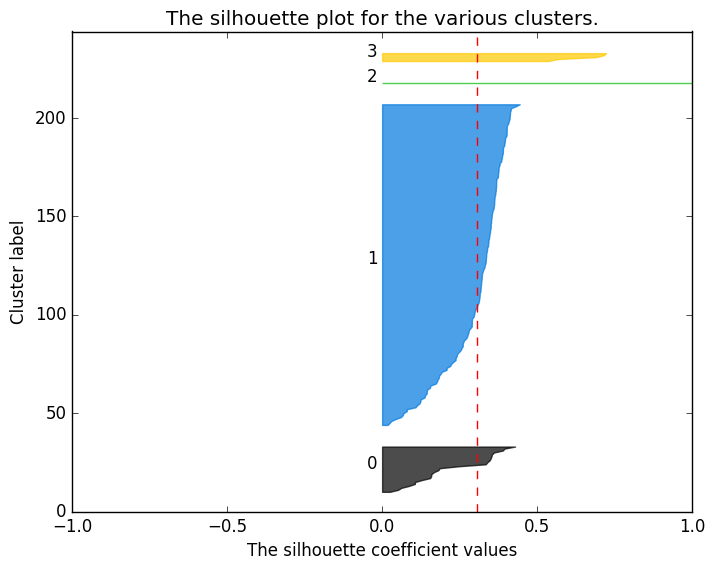 The silhouette plot for the various clusters.
3
2
1
0
200
150
100
50
0
Cluster label
−1.0 −0.5 0.0 0.5 1.0
The silhouette coefficient values